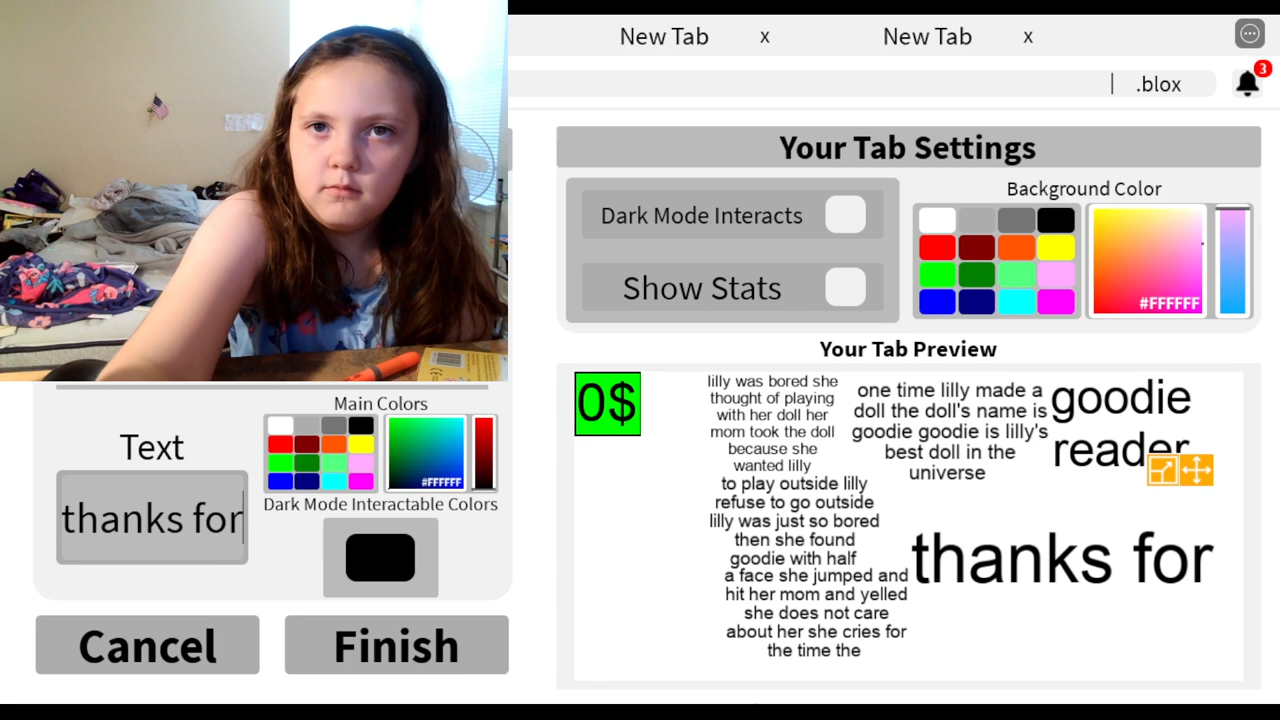 New Tab x New Tab x
.blox
3
Your Tab Settings
Dark Mode Interacts
Show Stats
Background Color
#FFFFFF
Your Tab Preview
0$
lilly was bored she
thought of playing
with her doll her
mom took the doll
because she
wanted lilly
to play outside lilly
refuse to go outside
lilly was just so bored
then she found
goodie with half
a face she jumped and
hit her mom and yelled
she does not care
about her she cries for
the time the
one time lilly made a
doll the doll's name is
goodie goodie is lilly's
best doll in the
universe
goodie
reader
thanks for
Main Colors
Text
#FFFFFF
thanks for
Dark Mode Interactable Colors
Cancel
Finish